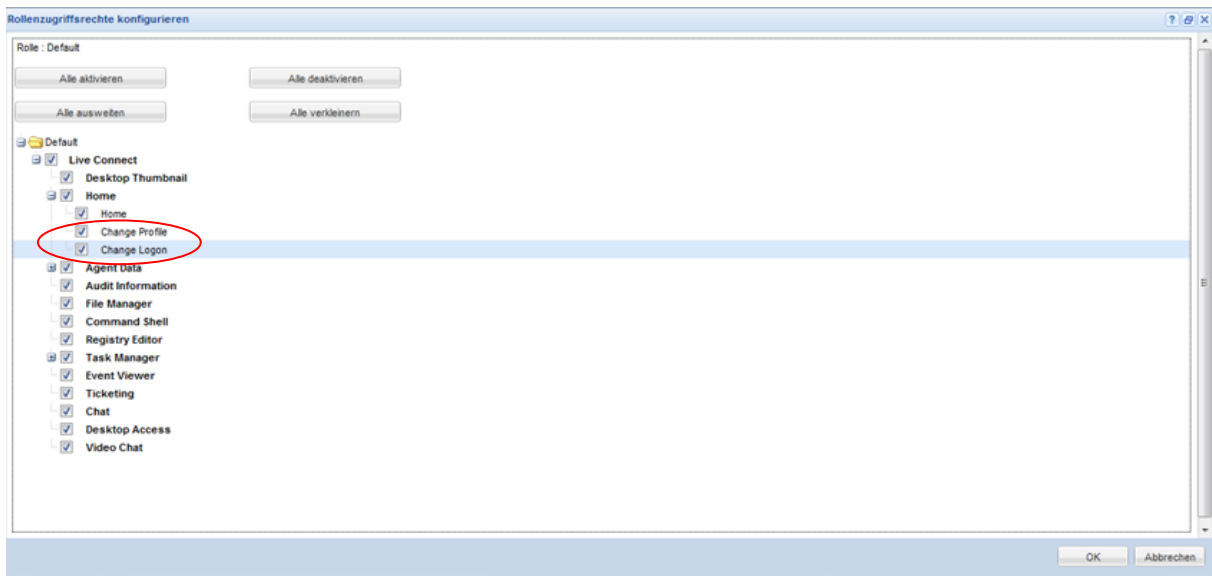 Rollenzugriffsrechte konfigurieren
Rolle : Default
Alle aktivieren Alle deaktivieren
Alle ausweiten Alle verkleinern
Default
Live Connect
Desktop Thumbnail
Home
Home
Change Profile
Change Logon
Agent Data
Audit Information
File Manager
Command Shell
Registry Editor
Task Manager
Event Viewer
Ticketing
Chat
Desktop Access
Video Chat
OK Abbrechen